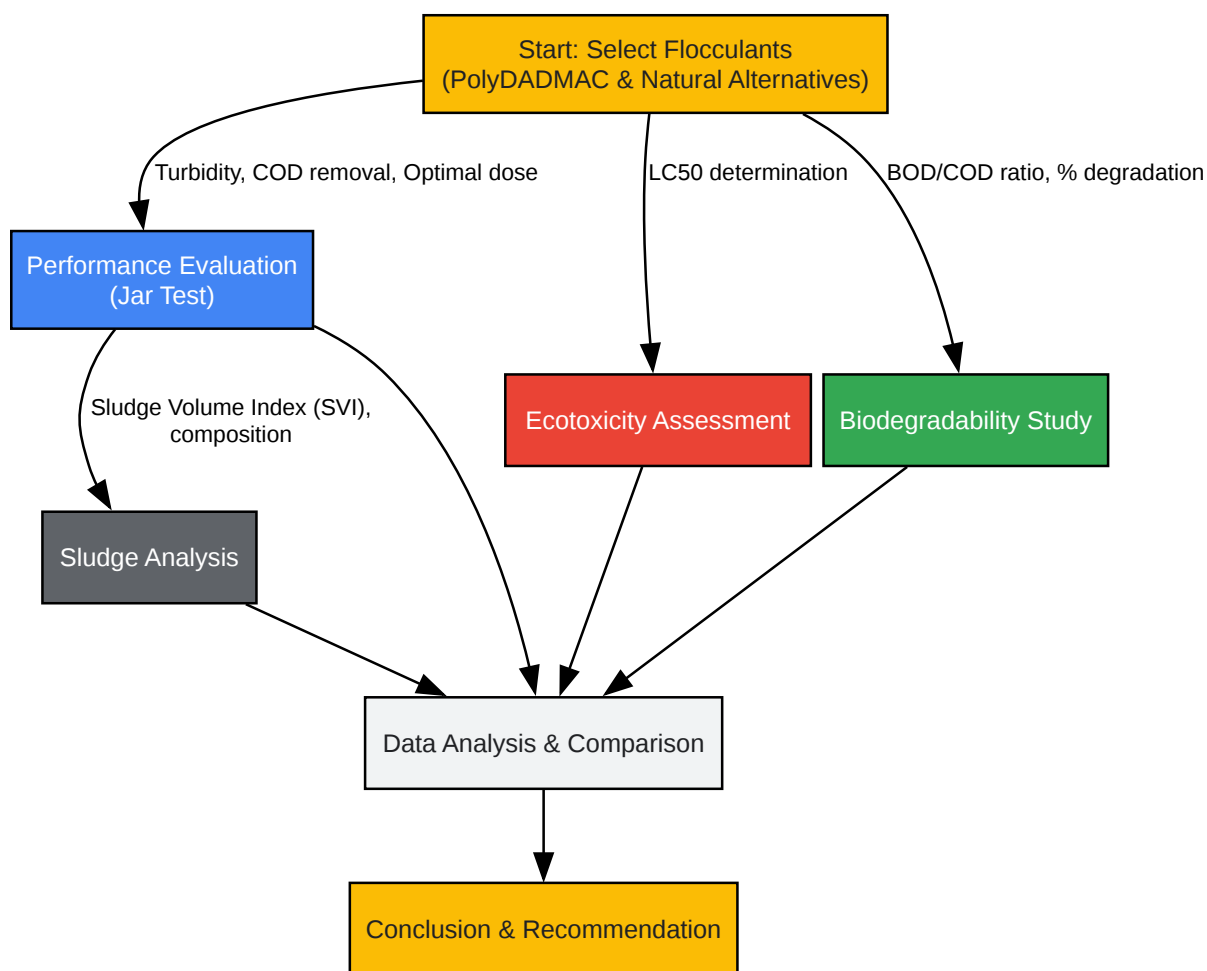 Start: Select Flocculants
(PolyDADMAC & Natural Alternatives)
Turbidity, COD removal, Optimal dose
LC50 determination
BOD/COD ratio, % degradation
Performance Evaluation
(Jar Test)
Sludge Volume Index (SVI),
composition
Ecotoxicity Assessment
Biodegradability Study
Sludge Analysis
Data Analysis & Comparison
Conclusion & Recommendation